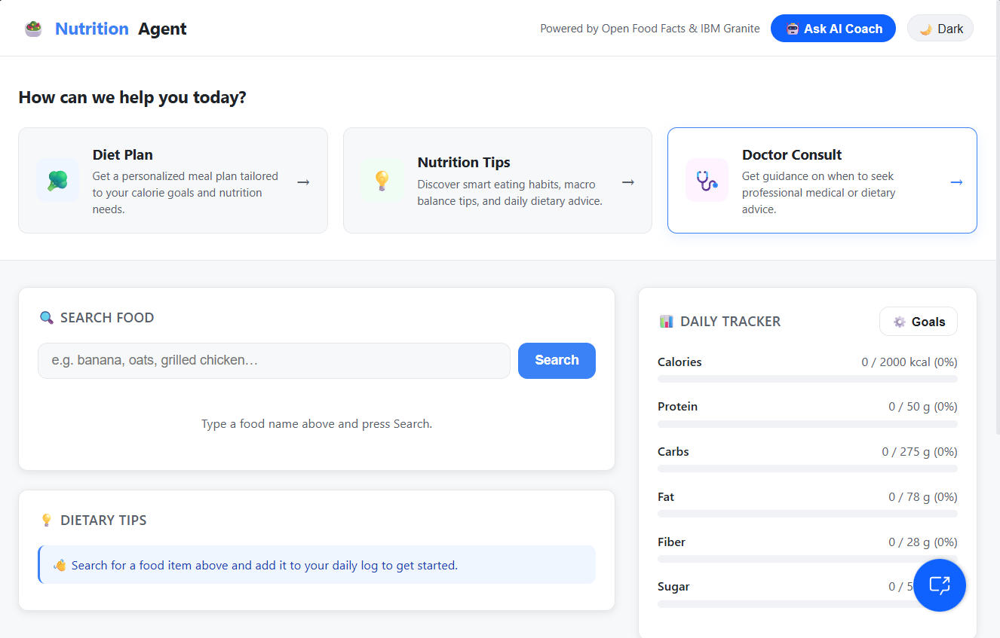 Nutrition Agent
Powered by Open Food Facts & IBM Granite
Ask AI Coach
Dark
How can we help you today?
Diet Plan
Get a personalized meal plan tailored
to your calorie goals and nutrition
needs.
→
Nutrition Tips
Discover smart eating habits, macro
balance tips, and daily dietary advice.
→
Doctor Consult
Get guidance on when to seek
professional medical or dietary
advice.
→
SEARCH FOOD
e.g. banana, oats, grilled chicken…
Search
Type a food name above and press Search.
DIETARY TIPS
Search for a food item above and add it to your daily log to get started.
DAILY TRACKER
Goals
Calories 0 / 2000 kcal (0%)
Protein 0 / 50 g (0%)
Carbs 0 / 275 g (0%)
Fat 0 / 78 g (0%)
Fiber 0 / 28 g (0%)
Sugar 0 / 5